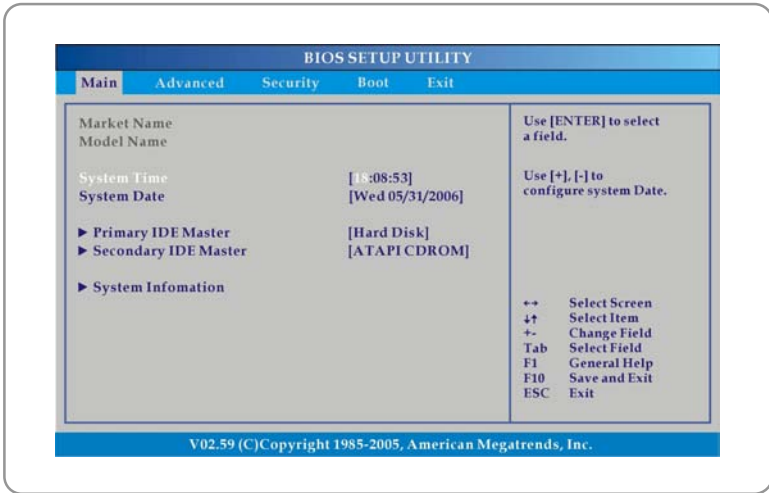 BIOS SETUP UTILITY
Main Advanced Security Boot Exit
Market Name
Model Name
System Time [18:08:53]
System Date [Wed 05/31/2006]
▶ Primary IDE Master [Hard Disk]
▶ Secondary IDE Master [ATAPI CDROM]
▶ System Infomation
Use [ENTER] to select
a field.
Use [+], [-] to
configure system Date.
↔ Select Screen
↓↑ Select Item
+- Change Field
Tab Select Field
F1 General Help
F10 Save and Exit
ESC Exit
V02.59 (C)Copyright 1985-2005, American Megatrends, Inc.